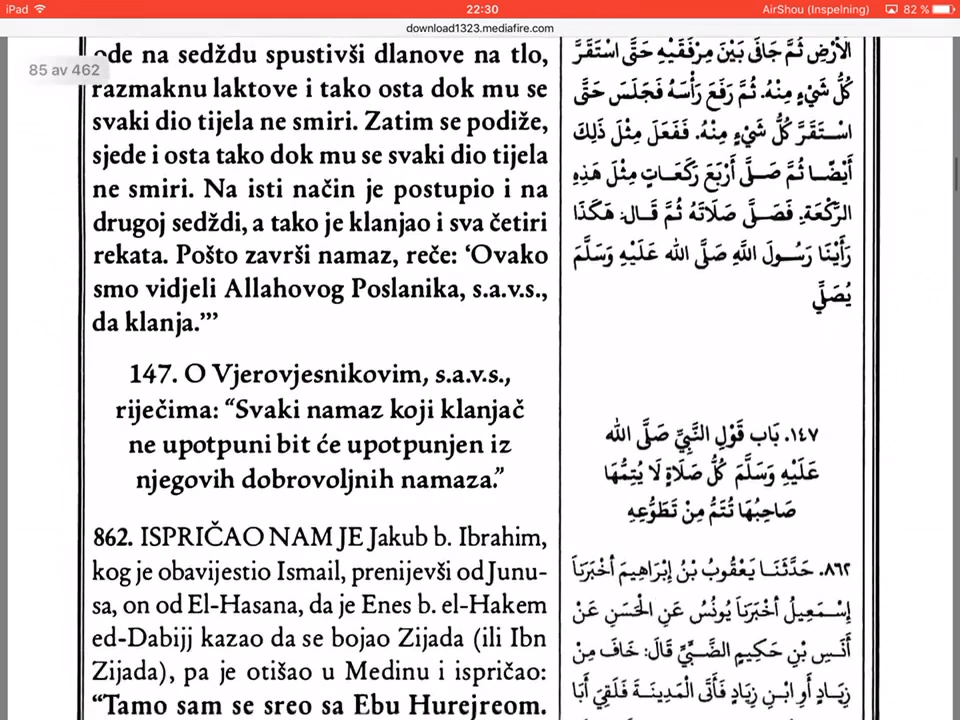 iPad
22:30
AirShou (Inspelning)
82 %
download1323.mediafire.com
85 av 462
ode na sedždu spustivši dlanove na tlo,
razmaknu laktove i tako osta dok mu se
svaki dio tijela ne smiri. Zatim se podiže,
sjede i osta tako dok mu se svaki dio tijela
ne smiri. Na isti način je postupio i na
drugoj sedždi, a tako je klanjao i sva četiri
rekata. Pošto završi namaz, reče: ‘Ovako
smo vidjeli Allahovog Poslanika, s.a.v.s.,
da klanja.’”
147. O Vjerovjesnikovim, s.a.v.s.,
riječima: “Svaki namaz koji klanjač
ne upotpuni bit će upotpunjen iz
njegovih dobrovoljnih namaza.”
862. ISPRIČAO NAM JE Jakub b. Ibrahim,
kog je obavijestio Ismail, prenijevši od Junu-
sa, on od El-Hasana, da je Enes b. el-Hakem
ed-Dabijj kazao da se bojao Zijada (ili Ibn
Zijada), pa je otišao u Medinu i ispričao:
“Tamo sam se sreo sa Ebu Hurejreom.
الأَرْضِ ثُمَّ جَافَى بَيْنَ مِرْفَقَيْهِ حَتَّى اسْتَقَرَّ
كُلُّ شَيْءٍ مِنْهُ. ثُمَّ رَفَعَ رَأْسَهُ فَجَلَسَ حَتَّى
اسْتَقَرَّ كُلُّ شَيْءٍ مِنْهُ. فَفَعَلَ مِثْلَ ذَلِكَ
أَيْضًا ثُمَّ صَلَّى أَرْبَعَ رَكَعَاتٍ مِثْلَ هَذِهِ
الرَّكْعَةِ. فَصَلَّى صَلَاتَهُ ثُمَّ قَالَ: هَكَذَا
رَأَيْنَا رَسُولَ اللَّهِ صَلَّى الله عَلَيْهِ وَسَلَّمَ
يُصَلِّي
١٤٧. بَاب قَوْلِ النَّبِيِّ صَلَّى الله
عَلَيْهِ وَسَلَّمَ كُلُّ صَلَاةٍ لَا يُتِمُّهَا
صَاحِبُهَا تُتَمُّ مِنْ تَطَوُّعِهِ
٨٦٢. حَدَّثَنَا يَعْقُوبُ بْنُ إِبْرَاهِيمَ أَخْبَرَنَا
إِسْمَعِيلُ أَخْبَرَنَا يُونُسُ عَنِ الْحَسَنِ عَنْ
أَنَسِ بْنِ حَكِيمٍ الضَّبِّيِّ قَالَ: خَافَ مِنْ
زِيَادٍ أَوِ ابْنِ زِيَادٍ فَأَتَى الْمَدِينَةَ فَلَقِيَ أَبَا